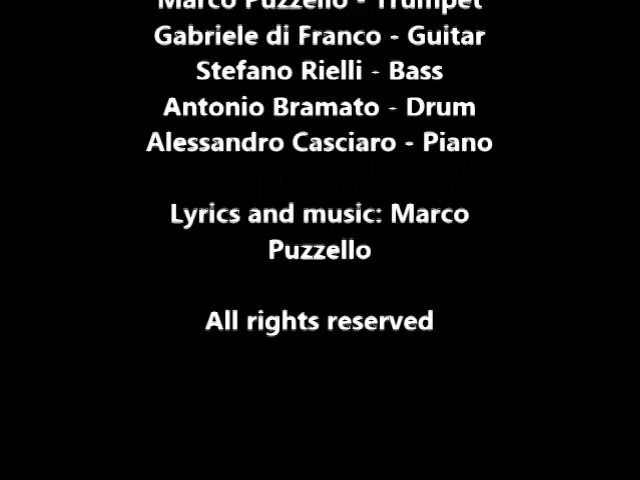 Marco Puzzello - Trumpet
Gabriele di Franco - Guitar
Stefano Rielli - Bass
Antonio Bramato - Drum
Alessandro Casciaro - Piano
Lyrics and music: Marco
Puzzello
All rights reserved